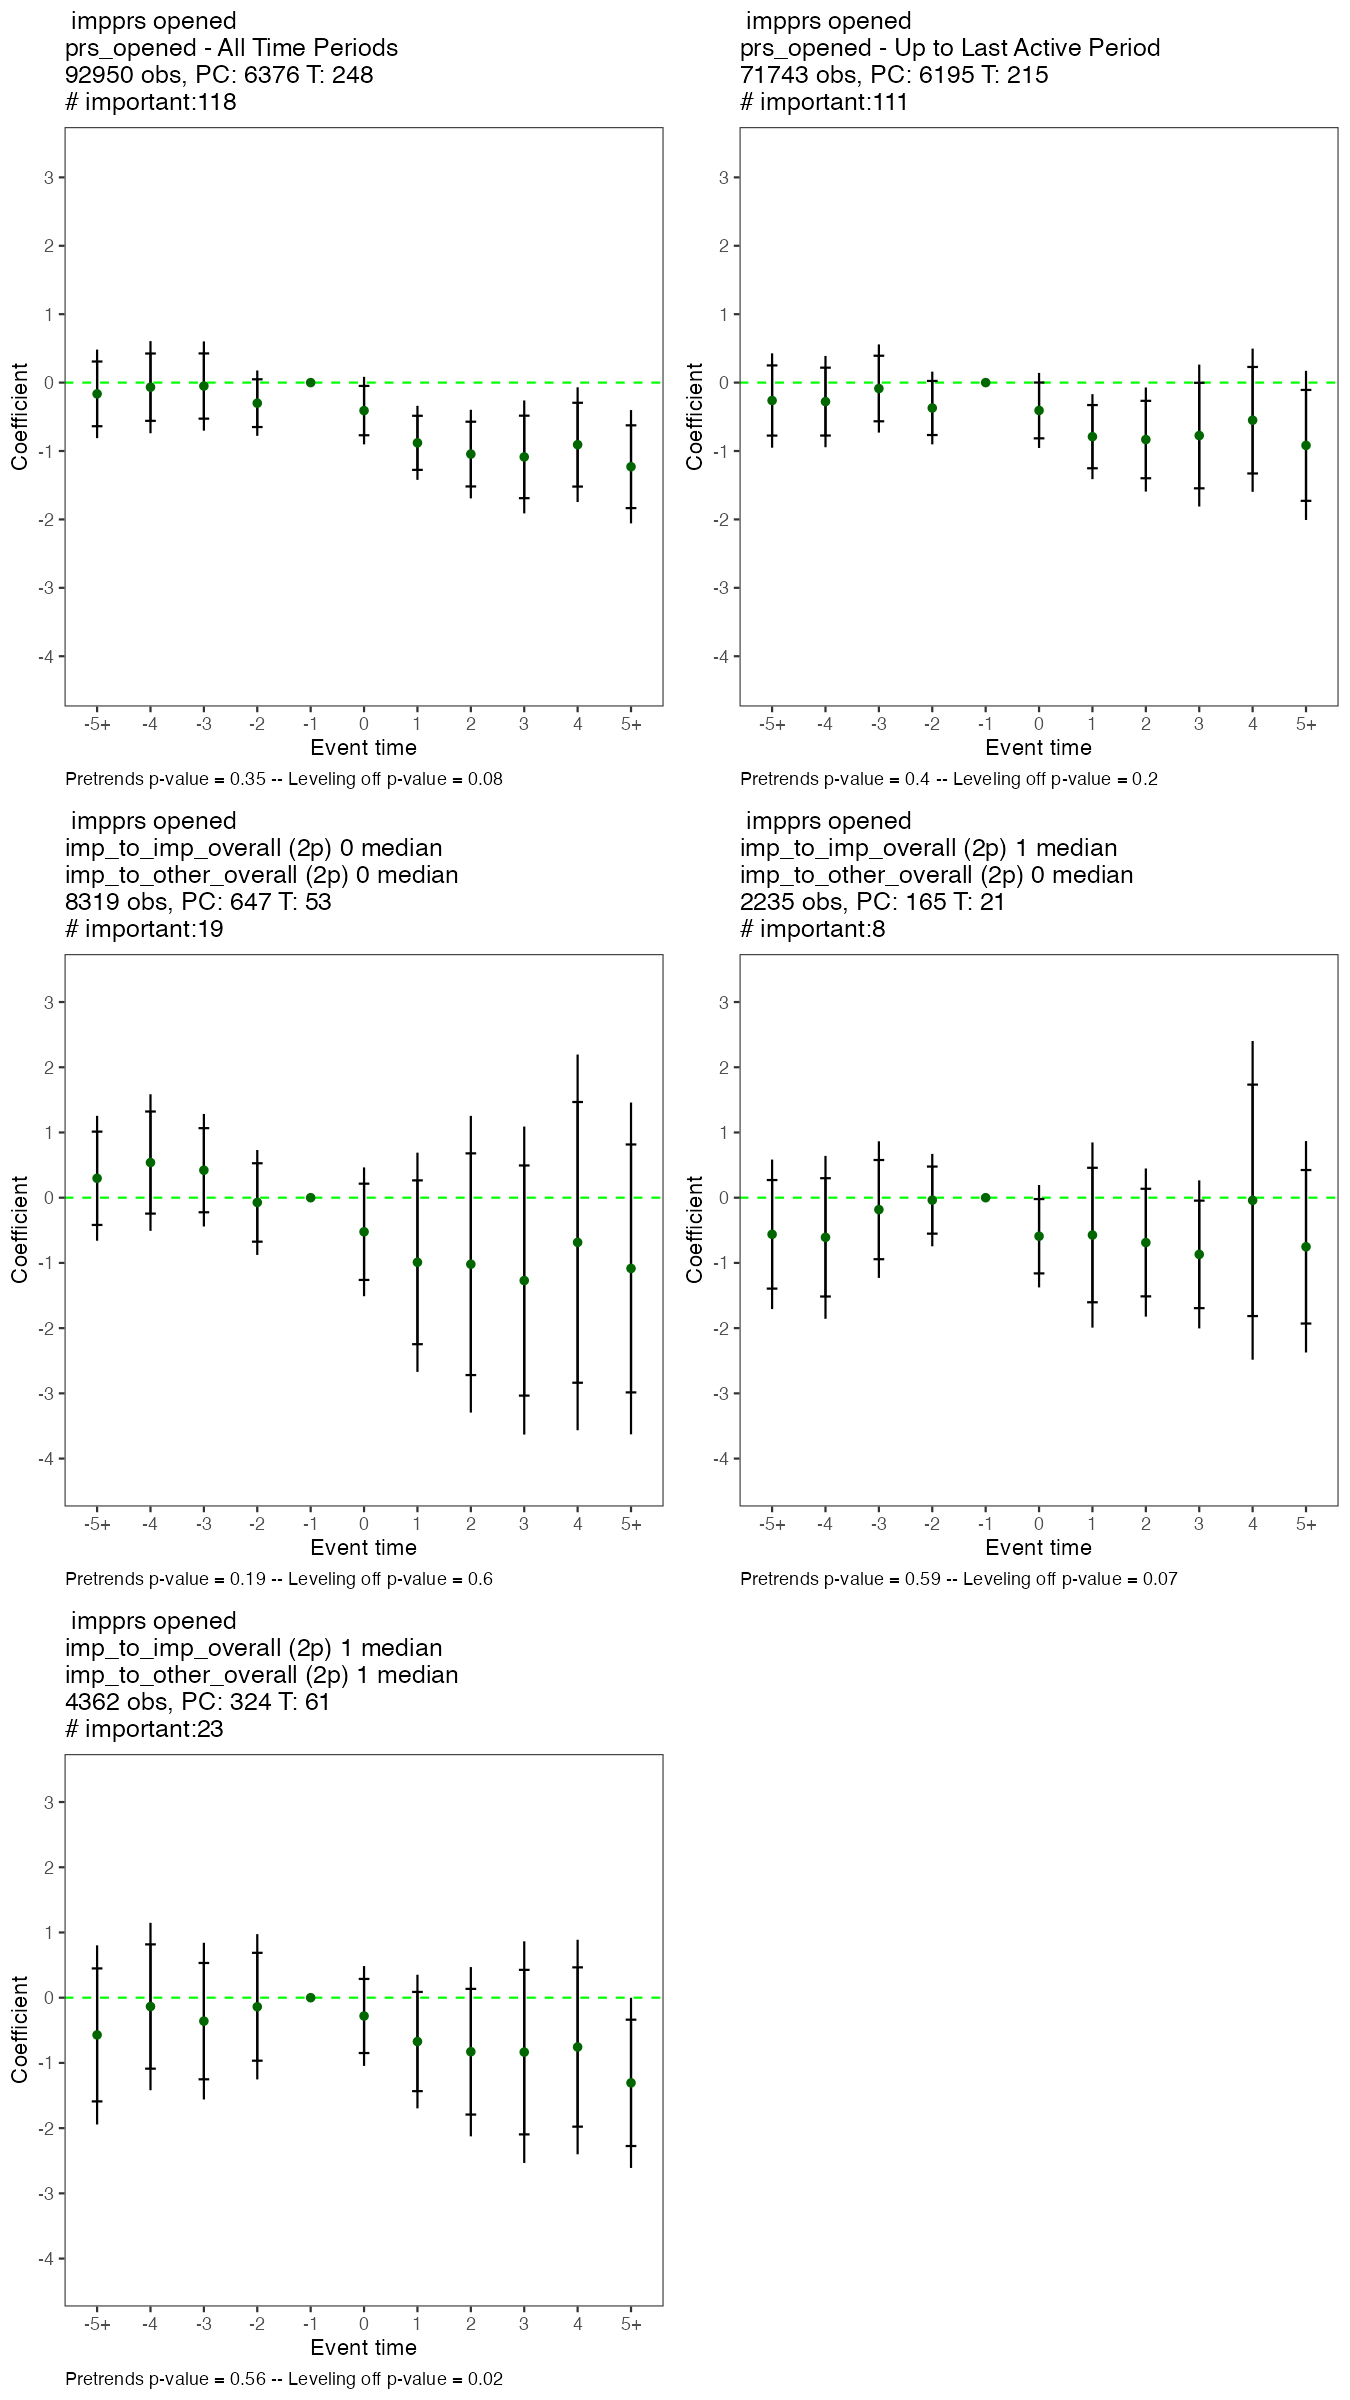 impprs opened
prs_opened - All Time Periods
92950 obs, PC: 6376 T: 248
# important:118
3
2
1
0
-1
-2
-3
-4
Coefficient
-5+ -4 -3 -2 -1 0 1 2 3 4 5+
Event time
Pretrends p-value = 0.35 -- Leveling off p-value = 0.08
impprs opened
prs_opened - Up to Last Active Period
71743 obs, PC: 6195 T: 215
# important:111
3
2
1
0
-1
-2
-3
-4
Coefficient
-5+ -4 -3 -2 -1 0 1 2 3 4 5+
Event time
Pretrends p-value = 0.4 -- Leveling off p-value = 0.2
impprs opened
imp_to_imp_overall (2p) 0 median
imp_to_other_overall (2p) 0 median
8319 obs, PC: 647 T: 53
# important:19
3
2
1
0
-1
-2
-3
-4
Coefficient
-5+ -4 -3 -2 -1 0 1 2 3 4 5+
Event time
Pretrends p-value = 0.19 -- Leveling off p-value = 0.6
impprs opened
imp_to_imp_overall (2p) 1 median
imp_to_other_overall (2p) 0 median
2235 obs, PC: 165 T: 21
# important:8
3
2
1
0
-1
-2
-3
-4
Coefficient
-5+ -4 -3 -2 -1 0 1 2 3 4 5+
Event time
Pretrends p-value = 0.59 -- Leveling off p-value = 0.07
impprs opened
imp_to_imp_overall (2p) 1 median
imp_to_other_overall (2p) 1 median
4362 obs, PC: 324 T: 61
# important:23
3
2
1
0
-1
-2
-3
-4
Coefficient
-5+ -4 -3 -2 -1 0 1 2 3 4 5+
Event time
Pretrends p-value = 0.56 -- Leveling off p-value = 0.02